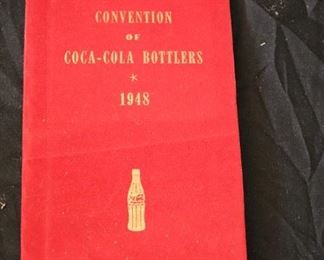 CONVENTION
OF
COCA-COLA BOTTLERS
*
1948